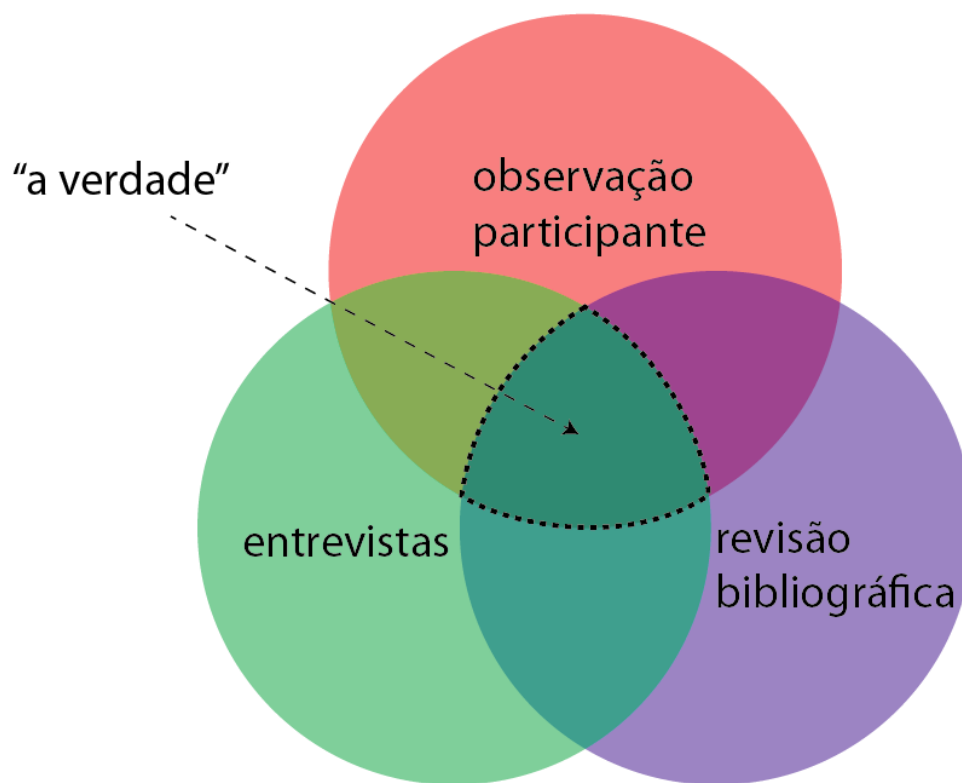 “a verdade”
observação
participante
entrevistas
revisão
bibliográfica